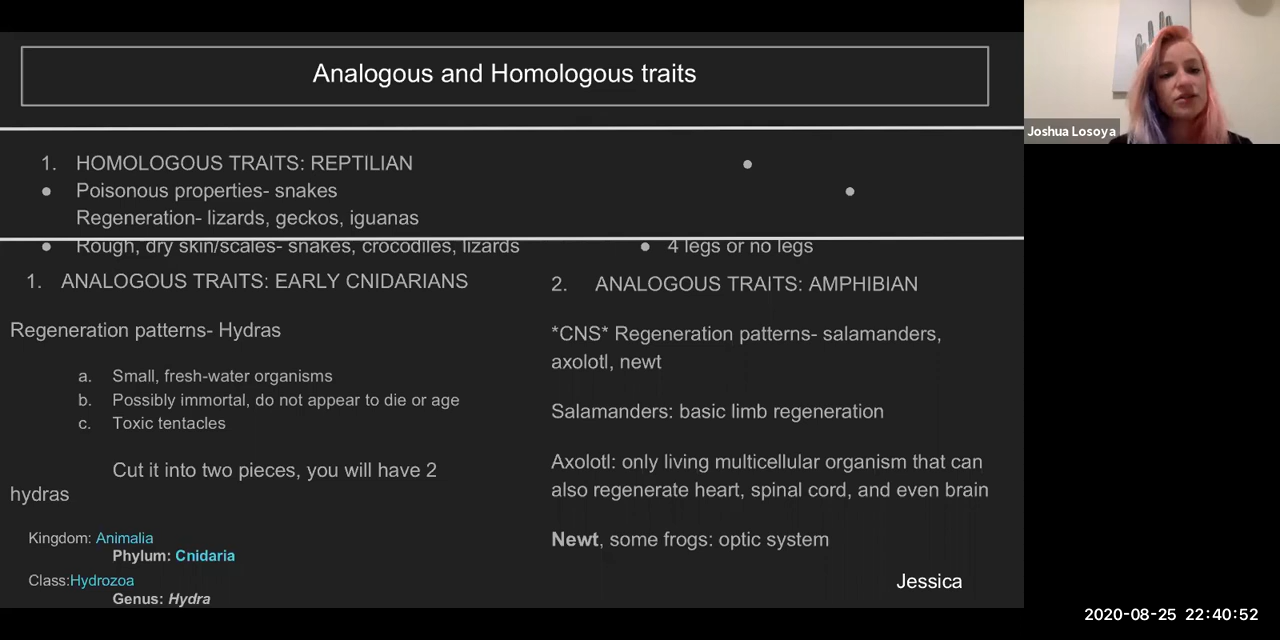 Analogous and Homologous traits
1. HOMOLOGOUS TRAITS: REPTILIAN
Poisonous properties- snakes
Regeneration- lizards, geckos, iguanas
Rough, dry skin/scales- snakes, crocodiles, lizards
4 legs or no legs
1. ANALOGOUS TRAITS: EARLY CNIDARIANS
Regeneration patterns- Hydras
a. Small, fresh-water organisms
b. Possibly immortal, do not appear to die or age
c. Toxic tentacles
Cut it into two pieces, you will have 2
hydras
Kingdom: Animalia
Phylum: Cnidaria
Class:Hydrozoa
Genus: Hydra
2. ANALOGOUS TRAITS: AMPHIBIAN
*CNS* Regeneration patterns- salamanders,
axolotl, newt
Salamanders: basic limb regeneration
Axolotl: only living multicellular organism that can
also regenerate heart, spinal cord, and even brain
Newt, some frogs: optic system
Jessica
Joshua Losoya
2020-08-25 22:40:52